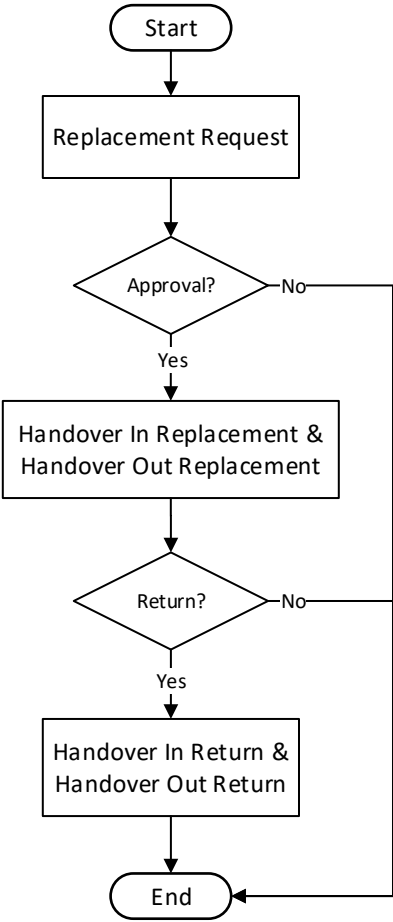 Start
Replacement Request
Approval?
No
Yes
Handover In Replacement &
Handover Out Replacement
Return?
No
Yes
Handover In Return &
Handover Out Return
End